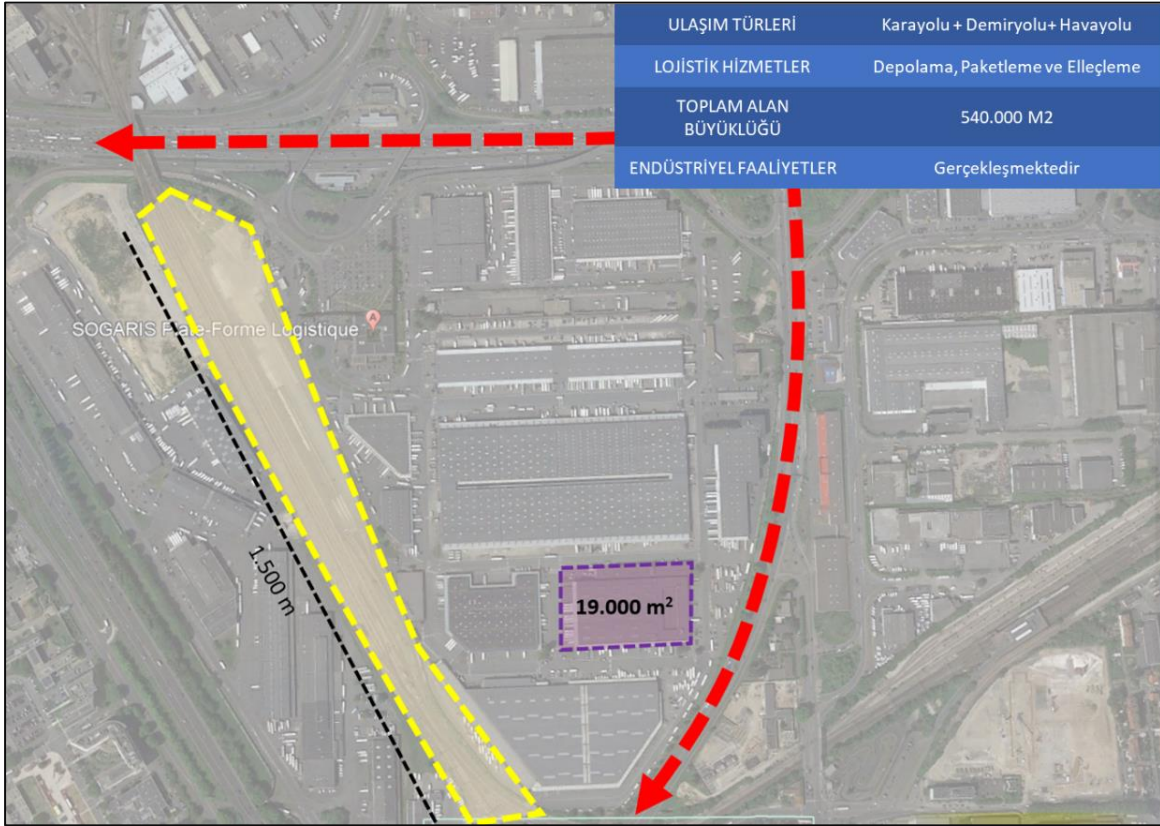 ULAŞIM TÜRLERİ Karayolu + Demiryolu+ Havayolu
LOJİSTİK HİZMETLER Depolama, Paketleme ve Elleçleme
TOPLAM ALAN
BÜYÜKLÜĞÜ 540.000 M2
ENDÜSTRİYEL FAALİYETLER Gerçekleşmektedir
SOGARIS Plate-Forme Logistique
A
1.500 m
19.000 m²